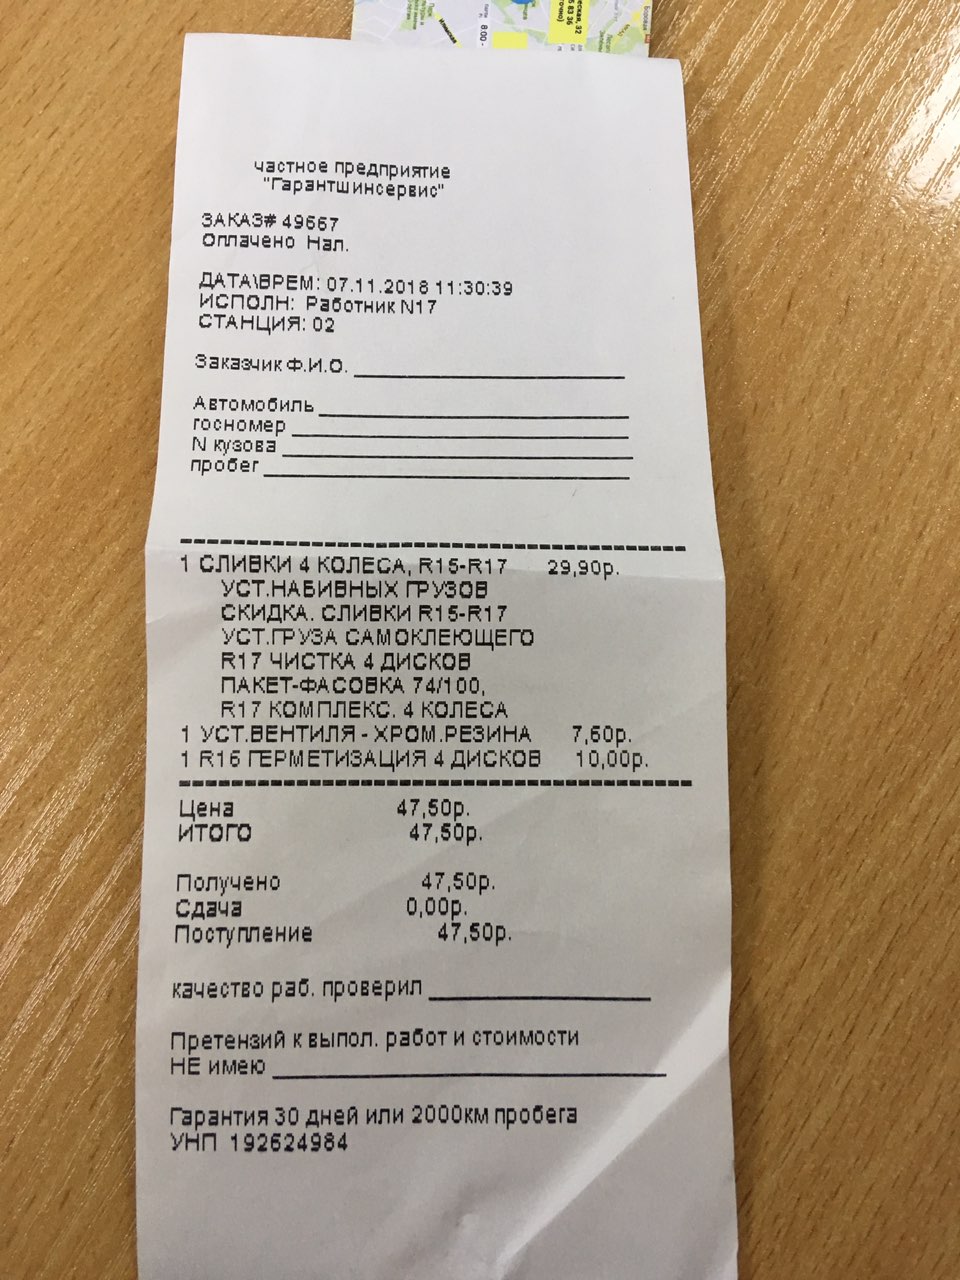 частное предприятие
"Гарантшинсервис"
ЗАКАЗ# 49667
Оплачено Нал.
ДАТА\ВРЕМ: 07.11.2018 11:30:39
ИСПОЛН: Работник N17
СТАНЦИЯ: 02
Заказчик Ф.И.О.
Автомобиль
госномер
N кузова
пробег
1 СЛИВКИ 4 КОЛЕСА, R15-R17 29,90р.
УСТ.НАБИВНЫХ ГРУЗОВ
СКИДКА. СЛИВКИ R15-R17
УСТ.ГРУЗА САМОКЛЕЮЩЕГО
R17 ЧИСТКА 4 ДИСКОВ
ПАКЕТ-ФАСОВКА 74/100,
R17 КОМПЛЕКС. 4 КОЛЕСА
1 УСТ.ВЕНТИЛЯ - ХРОМ.РЕЗИНА 7,60р.
1 R16 ГЕРМЕТИЗАЦИЯ 4 ДИСКОВ 10,00р.
Цена 47,50р.
ИТОГО 47,50р.
Получено 47,50р.
Сдача 0,00р.
Поступление 47,50р.
качество раб. проверил
Претензий к выпол. работ и стоимости
НЕ имею
Гарантия 30 дней или 2000км пробега
УНП 192624984